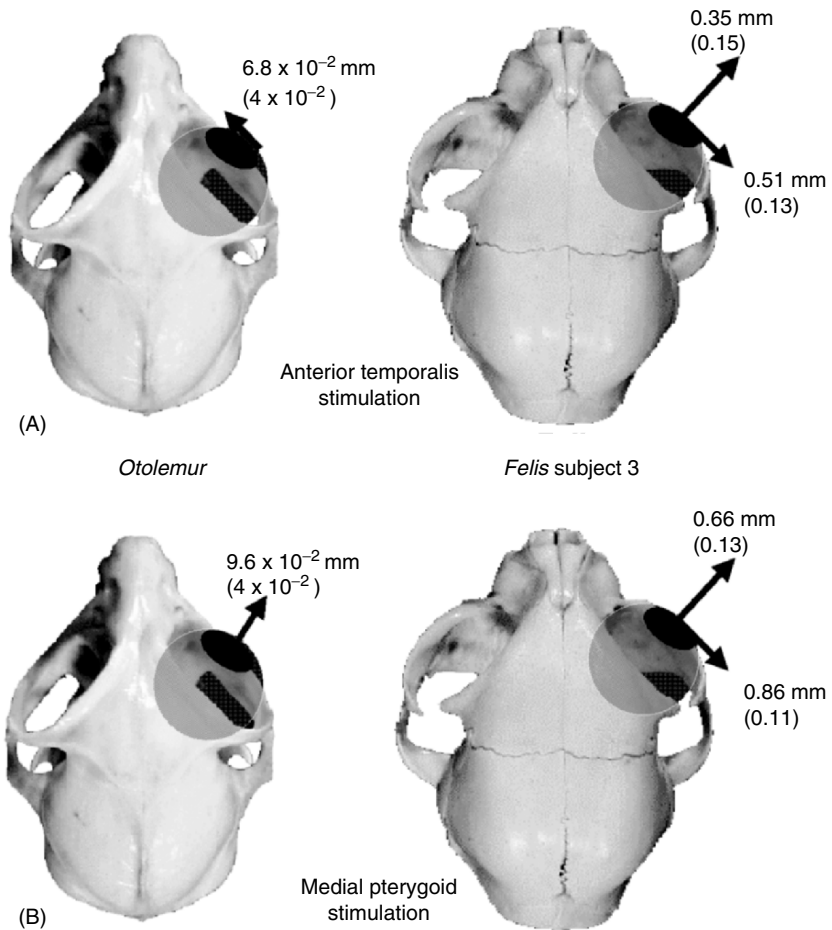 0.35 mm
(0.15)
6.8 x 10⁻² mm
(4 x 10⁻²)
0.51 mm
(0.13)
Anterior temporalis
stimulation
(A)
Otolemur
Felis subject 3
0.66 mm
(0.13)
9.6 x 10⁻² mm
(4 x 10⁻²)
0.86 mm
(0.11)
Medial pterygoid
stimulation
(B)